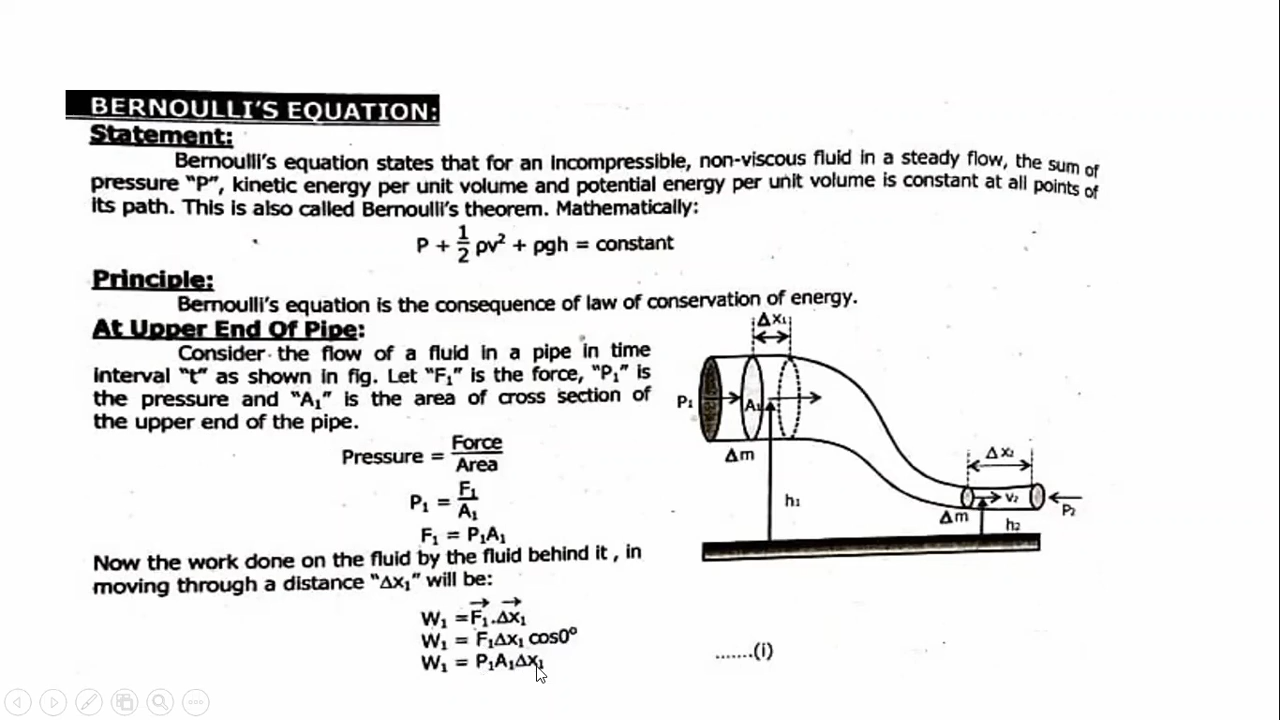 BERNOULLI'S EQUATION:
Statement:
Bernoulli's equation states that for an incompressible, non-viscous fluid in a steady flow, the sum of
pressure "P", kinetic energy per unit volume and potential energy per unit volume is constant at all points of
its path. This is also called Bernoulli's theorem. Mathematically:
P + 1/2 ρv² + ρgh = constant
Principle:
Bernoulli's equation is the consequence of law of conservation of energy.
At Upper End Of Pipe:
Consider the flow of a fluid in a pipe in time
interval "t" as shown in fig. Let "F₁" is the force, "P₁" is
the pressure and "A₁" is the area of cross section of
the upper end of the pipe.
Pressure = Force/Area
P₁ = F₁/A₁
F₁ = P₁A₁
Now the work done on the fluid by the fluid behind it , in
moving through a distance "Δx₁" will be:
W₁ = F₁.Δx₁
W₁ = F₁Δx₁ cos0°
W₁ = P₁A₁Δx₁ .......(i)
Δx₁
P₁
A₁
Δm
h₁
Δx₂
v₂
P₂
Δm
h₂